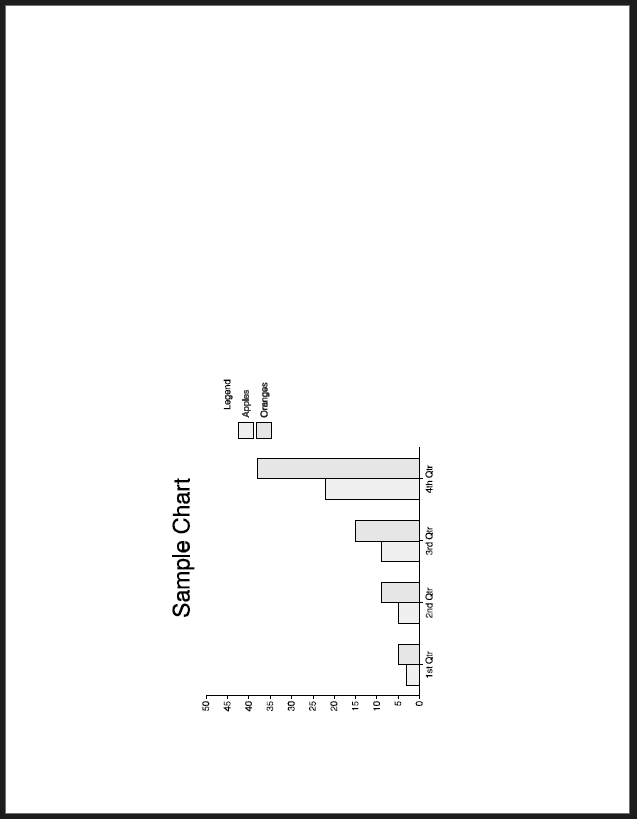 Sample Chart
Legend
Apples
Oranges
50
45
40
35
30
25
20
15
10
5
0
1st Qtr
2nd Qtr
3rd Qtr
4th Qtr